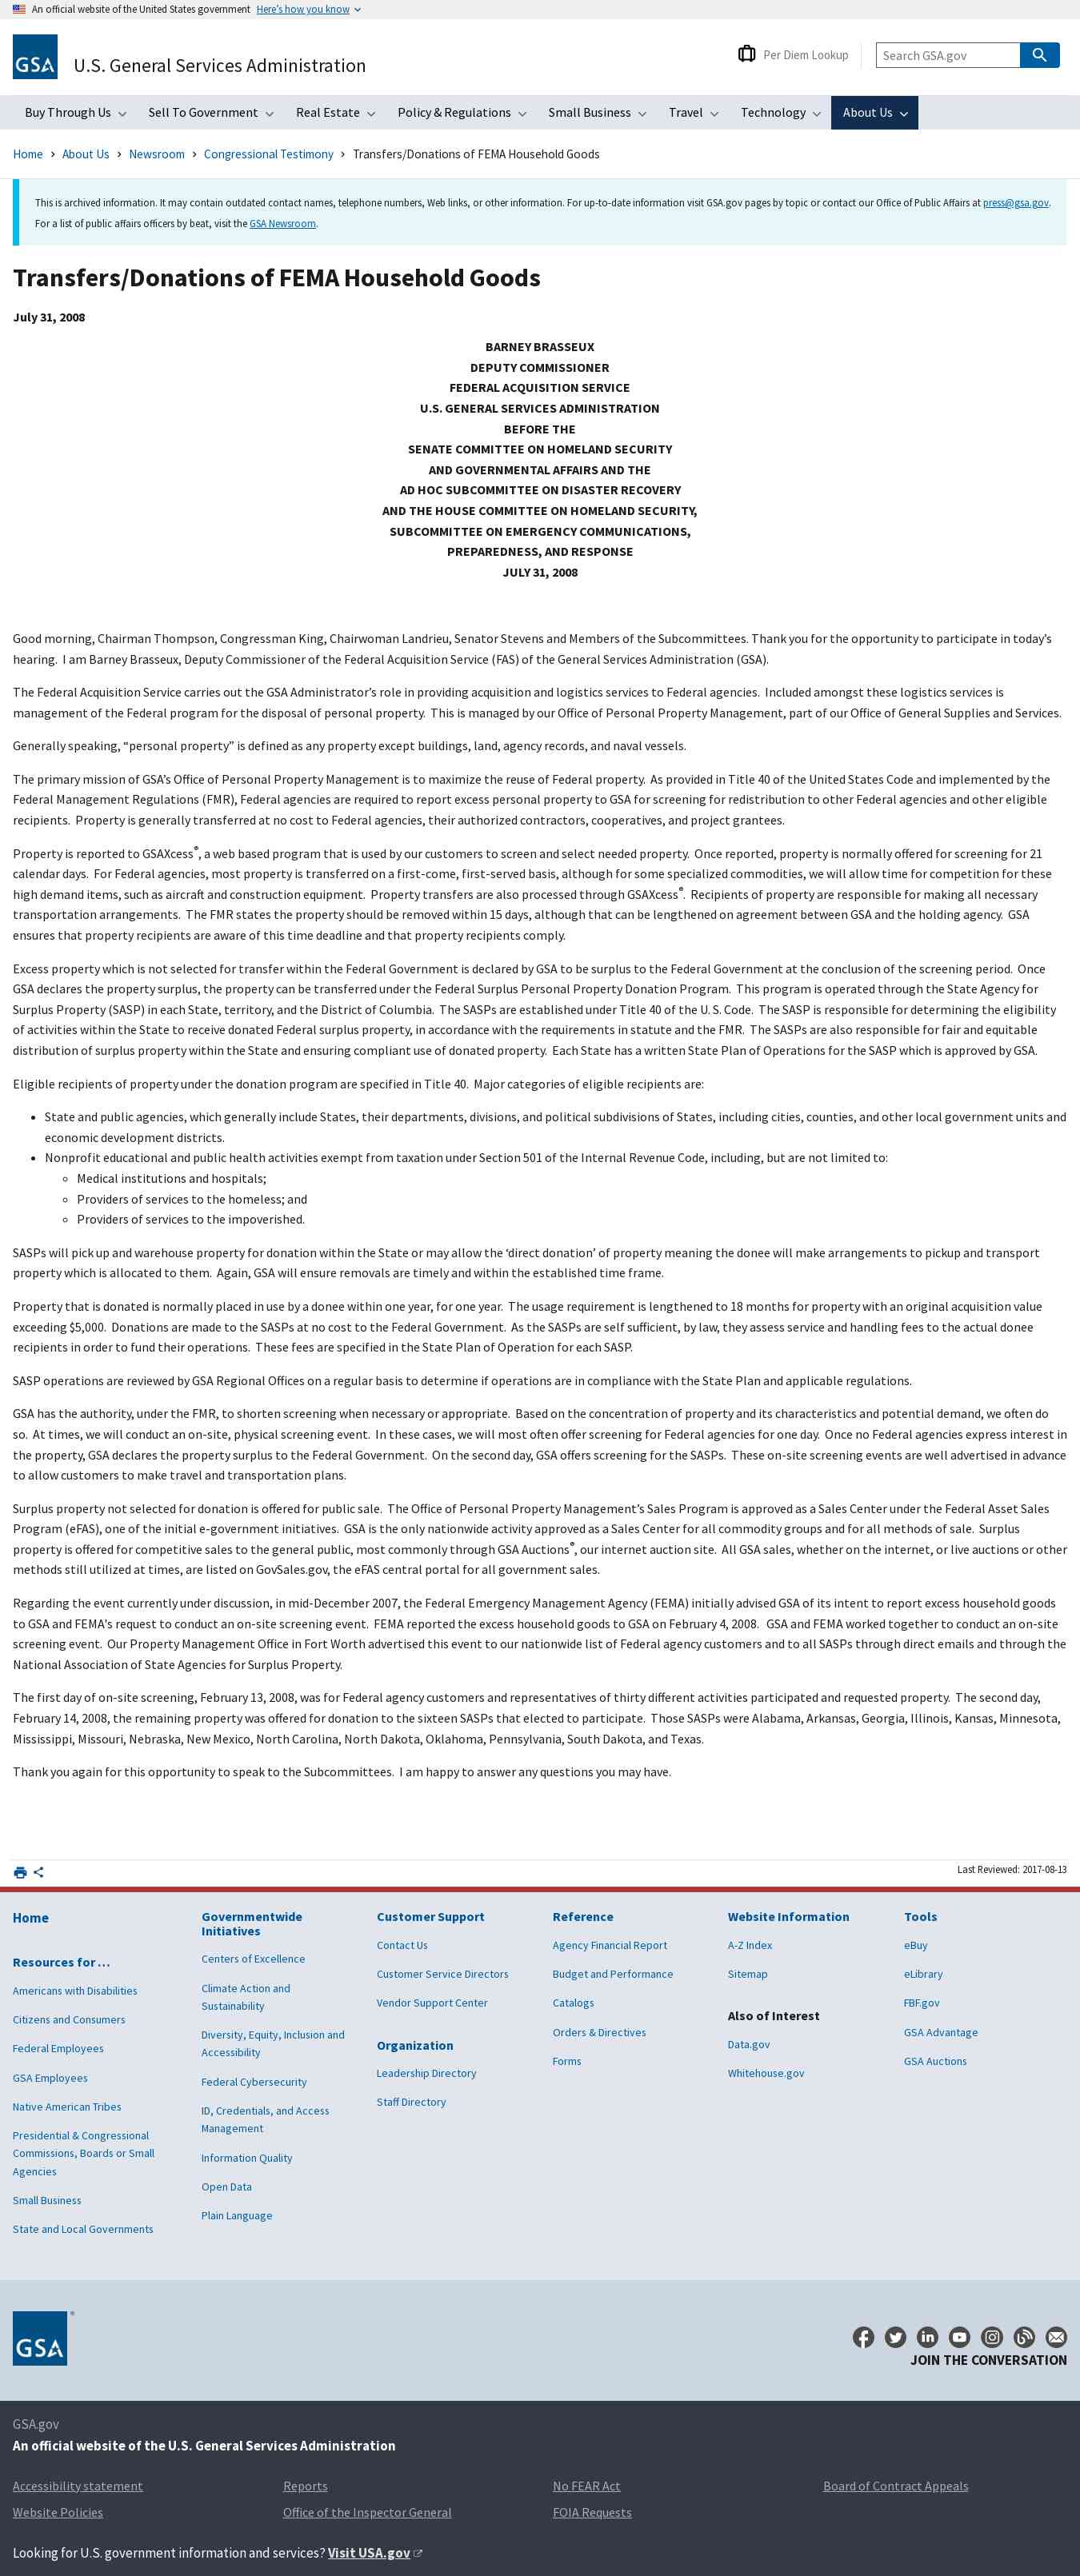 An official website of the United States government Here's how you know
GSA
U.S. General Services Administration
Per Diem Lookup
Search GSA.gov
Buy Through Us Sell To Government Real Estate Policy & Regulations Small Business Travel Technology About Us
Home > About Us > Newsroom > Congressional Testimony > Transfers/Donations of FEMA Household Goods
This is archived information. It may contain outdated contact names, telephone numbers, Web links, or other information. For up-to-date information visit GSA.gov pages by topic or contact our Office of Public Affairs at press@gsa.gov.
For a list of public affairs officers by beat, visit the GSA Newsroom.
Transfers/Donations of FEMA Household Goods
July 31, 2008
BARNEY BRASSEUX
DEPUTY COMMISSIONER
FEDERAL ACQUISITION SERVICE
U.S. GENERAL SERVICES ADMINISTRATION
BEFORE THE
SENATE COMMITTEE ON HOMELAND SECURITY
AND GOVERNMENTAL AFFAIRS AND THE
AD HOC SUBCOMMITTEE ON DISASTER RECOVERY
AND THE HOUSE COMMITTEE ON HOMELAND SECURITY,
SUBCOMMITTEE ON EMERGENCY COMMUNICATIONS,
PREPAREDNESS, AND RESPONSE
JULY 31, 2008
Good morning, Chairman Thompson, Congressman King, Chairwoman Landrieu, Senator Stevens and Members of the Subcommittees. Thank you for the opportunity to participate in today's
hearing. I am Barney Brasseux, Deputy Commissioner of the Federal Acquisition Service (FAS) of the General Services Administration (GSA).
The Federal Acquisition Service carries out the GSA Administrator's role in providing acquisition and logistics services to Federal agencies. Included amongst these logistics services is
management of the Federal program for the disposal of personal property. This is managed by our Office of Personal Property Management, part of our Office of General Supplies and Services.
Generally speaking, "personal property" is defined as any property except buildings, land, agency records, and naval vessels.
The primary mission of GSA's Office of Personal Property Management is to maximize the reuse of Federal property. As provided in Title 40 of the United States Code and implemented by the
Federal Management Regulations (FMR), Federal agencies are required to report excess personal property to GSA for screening for redistribution to other Federal agencies and other eligible
recipients. Property is generally transferred at no cost to Federal agencies, their authorized contractors, cooperatives, and project grantees.
Property is reported to GSAXcess®, a web based program that is used by our customers to screen and select needed property. Once reported, property is normally offered for screening for 21
calendar days. For Federal agencies, most property is transferred on a first-come, first-served basis, although for some specialized commodities, we will allow time for competition for these
high demand items, such as aircraft and construction equipment. Property transfers are also processed through GSAXcess®. Recipients of property are responsible for making all necessary
transportation arrangements. The FMR states the property should be removed within 15 days, although that can be lengthened on agreement between GSA and the holding agency. GSA
ensures that property recipients are aware of this time deadline and that property recipients comply.
Excess property which is not selected for transfer within the Federal Government is declared by GSA to be surplus to the Federal Government at the conclusion of the screening period. Once
GSA declares the property surplus, the property can be transferred under the Federal Surplus Personal Property Donation Program. This program is operated through the State Agency for
Surplus Property (SASP) in each State, territory, and the District of Columbia. The SASPs are established under Title 40 of the U. S. Code. The SASP is responsible for determining the eligibility
of activities within the State to receive donated Federal surplus property, in accordance with the requirements in statute and the FMR. The SASPs are also responsible for fair and equitable
distribution of surplus property within the State and ensuring compliant use of donated property. Each State has a written State Plan of Operations for the SASP which is approved by GSA.
Eligible recipients of property under the donation program are specified in Title 40. Major categories of eligible recipients are:
• State and public agencies, which generally include States, their departments, divisions, and political subdivisions of States, including cities, counties, and other local government units and
economic development districts.
• Nonprofit educational and public health activities exempt from taxation under Section 501 of the Internal Revenue Code, including, but are not limited to:
◦ Medical institutions and hospitals;
◦ Providers of services to the homeless; and
◦ Providers of services to the impoverished.
SASPs will pick up and warehouse property for donation within the State or may allow the 'direct donation' of property meaning the donee will make arrangements to pickup and transport
property which is allocated to them. Again, GSA will ensure removals are timely and within the established time frame.
Property that is donated is normally placed in use by a donee within one year, for one year. The usage requirement is lengthened to 18 months for property with an original acquisition value
exceeding $5,000. Donations are made to the SASPs at no cost to the Federal Government. As the SASPs are self sufficient, by law, they assess service and handling fees to the actual donee
recipients in order to fund their operations. These fees are specified in the State Plan of Operation for each SASP.
SASP operations are reviewed by GSA Regional Offices on a regular basis to determine if operations are in compliance with the State Plan and applicable regulations.
GSA has the authority, under the FMR, to shorten screening when necessary or appropriate. Based on the concentration of property and its characteristics and potential demand, we often do
so. At times, we will conduct an on-site, physical screening event. In these cases, we will most often offer screening for Federal agencies for one day. Once no Federal agencies express interest in
the property, GSA declares the property surplus to the Federal Government. On the second day, GSA offers screening for the SASPs. These on-site screening events are well advertised in advance
to allow customers to make travel and transportation plans.
Surplus property not selected for donation is offered for public sale. The Office of Personal Property Management's Sales Program is approved as a Sales Center under the Federal Asset Sales
Program (eFAS), one of the initial e-government initiatives. GSA is the only nationwide activity approved as a Sales Center for all commodity groups and for all methods of sale. Surplus
property is offered for competitive sales to the general public, most commonly through GSA Auctions®, our internet auction site. All GSA sales, whether on the internet, or live auctions or other
methods still utilized at times, are listed on GovSales.gov, the eFAS central portal for all government sales.
Regarding the event currently under discussion, in mid-December 2007, the Federal Emergency Management Agency (FEMA) initially advised GSA of its intent to report excess household goods
to GSA and FEMA's request to conduct an on-site screening event. FEMA reported the excess household goods to GSA on February 4, 2008. GSA and FEMA worked together to conduct an on-site
screening event. Our Property Management Office in Fort Worth advertised this event to our nationwide list of Federal agency customers and to all SASPs through direct emails and through the
National Association of State Agencies for Surplus Property.
The first day of on-site screening, February 13, 2008, was for Federal agency customers and representatives of thirty different activities participated and requested property. The second day,
February 14, 2008, the remaining property was offered for donation to the sixteen SASPs that elected to participate. Those SASPs were Alabama, Arkansas, Georgia, Illinois, Kansas, Minnesota,
Mississippi, Missouri, Nebraska, New Mexico, North Carolina, North Dakota, Oklahoma, Pennsylvania, South Dakota, and Texas.
Thank you again for this opportunity to speak to the Subcommittees. I am happy to answer any questions you may have.
Last Reviewed: 2017-08-13
Home
Resources for …
Americans with Disabilities
Citizens and Consumers
Federal Employees
GSA Employees
Native American Tribes
Presidential & Congressional
Commissions, Boards or Small
Agencies
Small Business
State and Local Governments
Governmentwide
Initiatives
Centers of Excellence
Climate Action and
Sustainability
Diversity, Equity, Inclusion and
Accessibility
Federal Cybersecurity
ID, Credentials, and Access
Management
Information Quality
Open Data
Plain Language
Customer Support
Contact Us
Customer Service Directors
Vendor Support Center
Organization
Leadership Directory
Staff Directory
Reference
Agency Financial Report
Budget and Performance
Catalogs
Orders & Directives
Forms
Website Information
A-Z Index
Sitemap
Also of Interest
Data.gov
Whitehouse.gov
Tools
eBuy
eLibrary
FBF.gov
GSA Advantage
GSA Auctions
GSA ®
JOIN THE CONVERSATION
GSA.gov
An official website of the U.S. General Services Administration
Accessibility statement Reports No FEAR Act Board of Contract Appeals
Website Policies Office of the Inspector General FOIA Requests
Looking for U.S. government information and services? Visit USA.gov